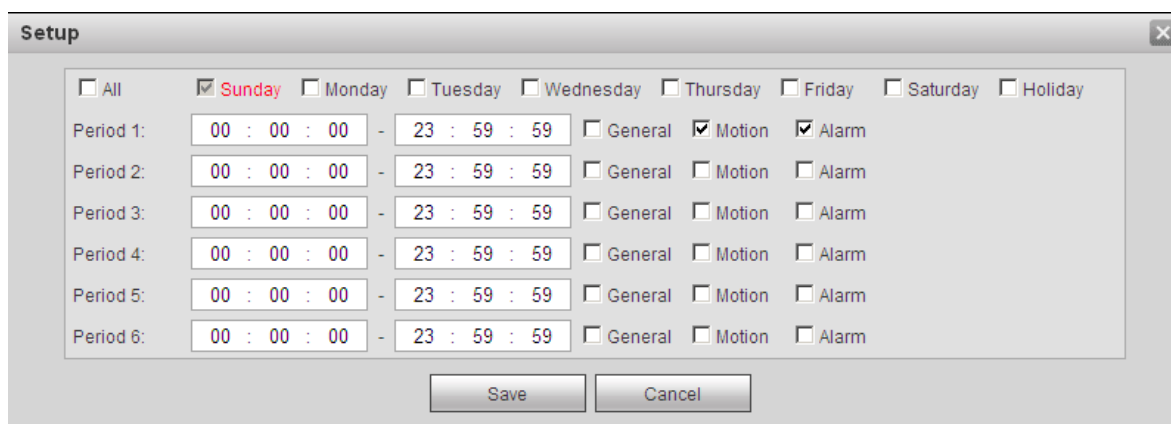 Setup
All Sunday Monday Tuesday Wednesday Thursday Friday Saturday Holiday
Period 1: 00 : 00 : 00 - 23 : 59 : 59 General Motion Alarm
Period 2: 00 : 00 : 00 - 23 : 59 : 59 General Motion Alarm
Period 3: 00 : 00 : 00 - 23 : 59 : 59 General Motion Alarm
Period 4: 00 : 00 : 00 - 23 : 59 : 59 General Motion Alarm
Period 5: 00 : 00 : 00 - 23 : 59 : 59 General Motion Alarm
Period 6: 00 : 00 : 00 - 23 : 59 : 59 General Motion Alarm
Save Cancel